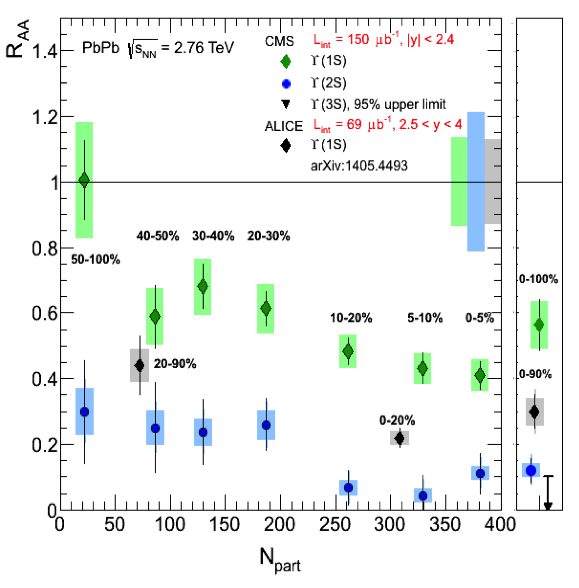 R_AA
1.4
1.2
1
0.8
0.6
0.4
0.2
0
PbPb √s_NN = 2.76 TeV
CMS L_int = 150 μb⁻¹, |y| < 2.4
ϒ(1S)
ϒ(2S)
ϒ(3S), 95% upper limit
ALICE L_int = 69 μb⁻¹, 2.5 < y < 4
ϒ(1S)
arXiv:1405.4493
50-100%
40-50%
30-40%
20-30%
10-20%
5-10%
0-5%
20-90%
0-20%
0-100%
0-90%
0 50 100 150 200 250 300 350 400
N_part